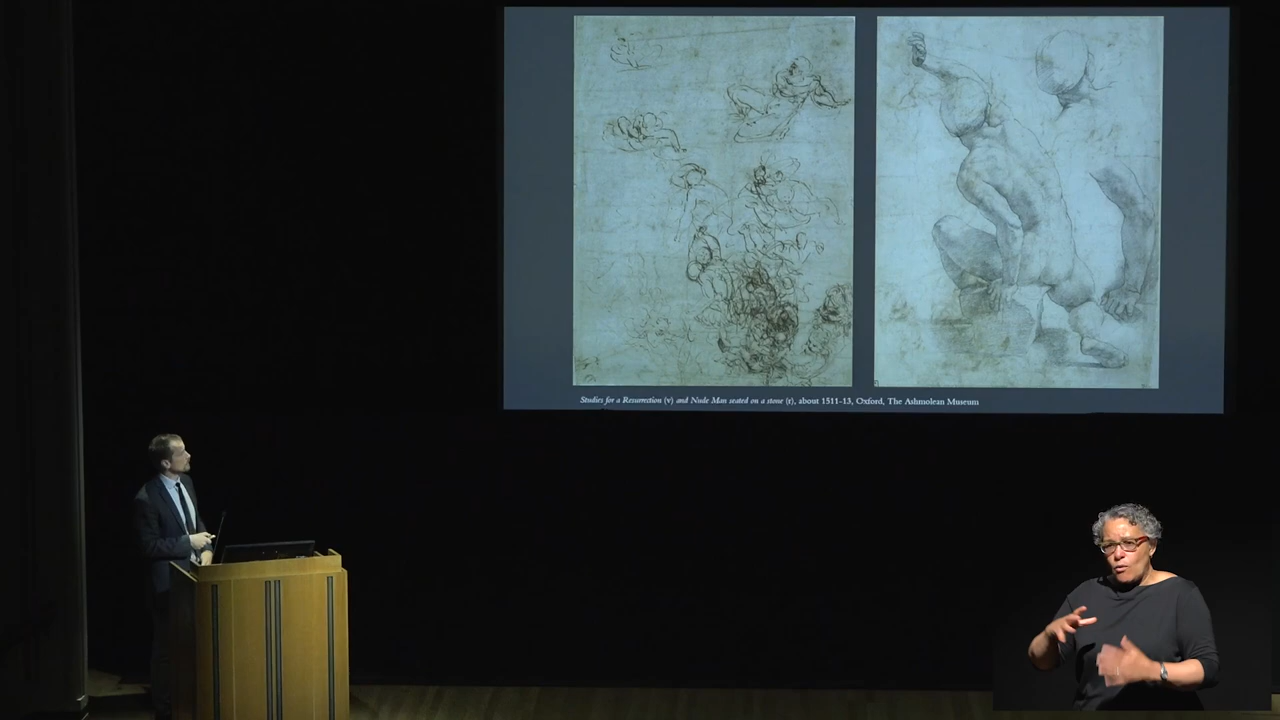 Studies for a Resurrection (v) and Nude Man seated on a stone (r), about 1511-13, Oxford, The Ashmolean Museum